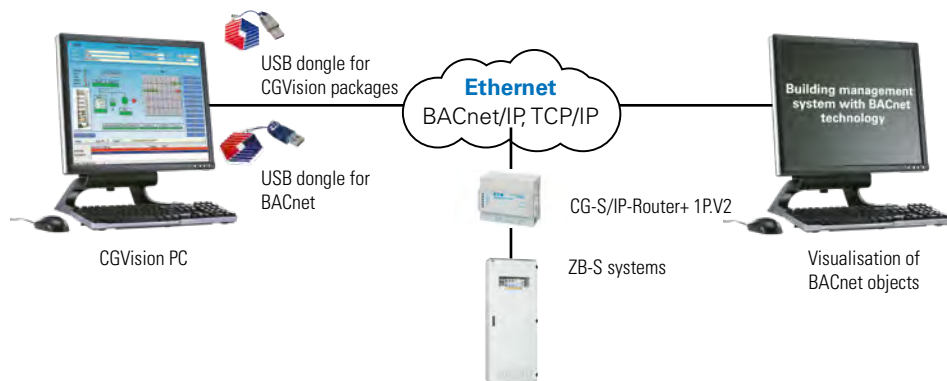 USB dongle for
CGVision packages
Ethernet
BACnet/IP, TCP/IP
Building management
system with BACnet
technology
USB dongle for
BACnet
CG-S/IP-Router+ 1P.V2
CGVision PC
ZB-S systems
Visualisation of
BACnet objects